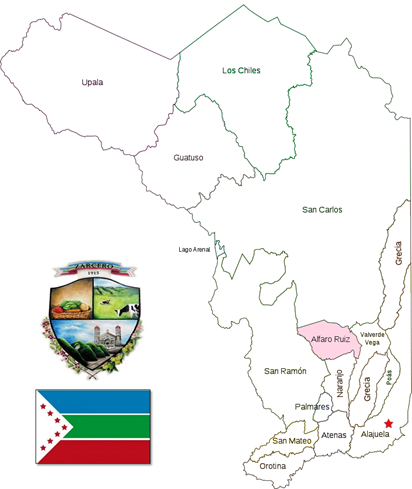 Upala
Los Chiles
Guatuso
San Carlos
Lago Arenal
Grecia
ZARCERO
1915
Alfaro Ruiz
Valverde
Vega
San Ramón
Naranjo
Grecia
Poás
Palmares
San Mateo
Atenas
Alajuela
Orotina